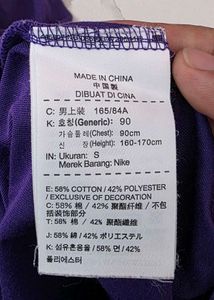 MADE IN CHINA
中国製
DIBUAT DI CINA
C: 男上装 165/84A
K: 호칭(Generic): 90
가슴둘레(Chest): 90cm
신장(Height): 160-170cm
IN: Ukuran: S
Merek Barang: Nike
E: 58% COTTON / 42% POLYESTER
/ EXCLUSIVE OF DECORATION
C: 58% 棉 / 42% 聚酯纤维 / 不包
括装饰部分
T: 58% 棉 / 42% 聚酯纖維
J: 58% 綿 / 42% ポリエステル
K: 섬유혼용율 / 58% 면 / 42%
폴리에스터